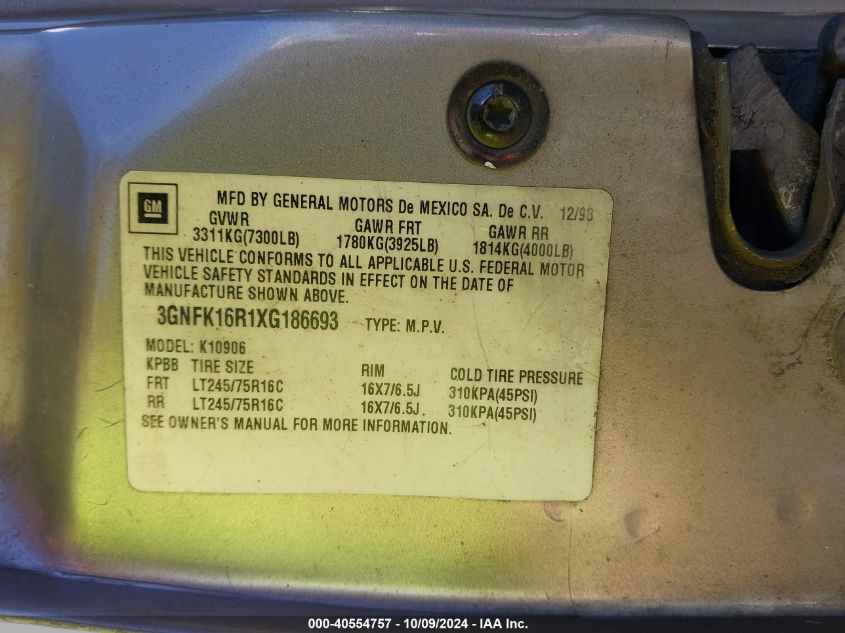 GM
MFD BY GENERAL MOTORS De MEXICO SA. De C.V. 12/98
GVWR GAWR FRT GAWR RR
3311KG(7300LB) 1780KG(3925LB) 1814KG(4000LB)
THIS VEHICLE CONFORMS TO ALL APPLICABLE U.S. FEDERAL MOTOR
VEHICLE SAFETY STANDARDS IN EFFECT ON THE DATE OF
MANUFACTURE SHOWN ABOVE.
3GNFK16R1XG186693 TYPE: M.P.V.
MODEL: K10906
KPBB TIRE SIZE RIM COLD TIRE PRESSURE
FRT LT245/75R16C 16X7/6.5J 310KPA(45PSI)
RR LT245/75R16C 16X7/6.5J 310KPA(45PSI)
SEE OWNER'S MANUAL FOR MORE INFORMATION.
000-40554757 - 10/09/2024 - IAA Inc.